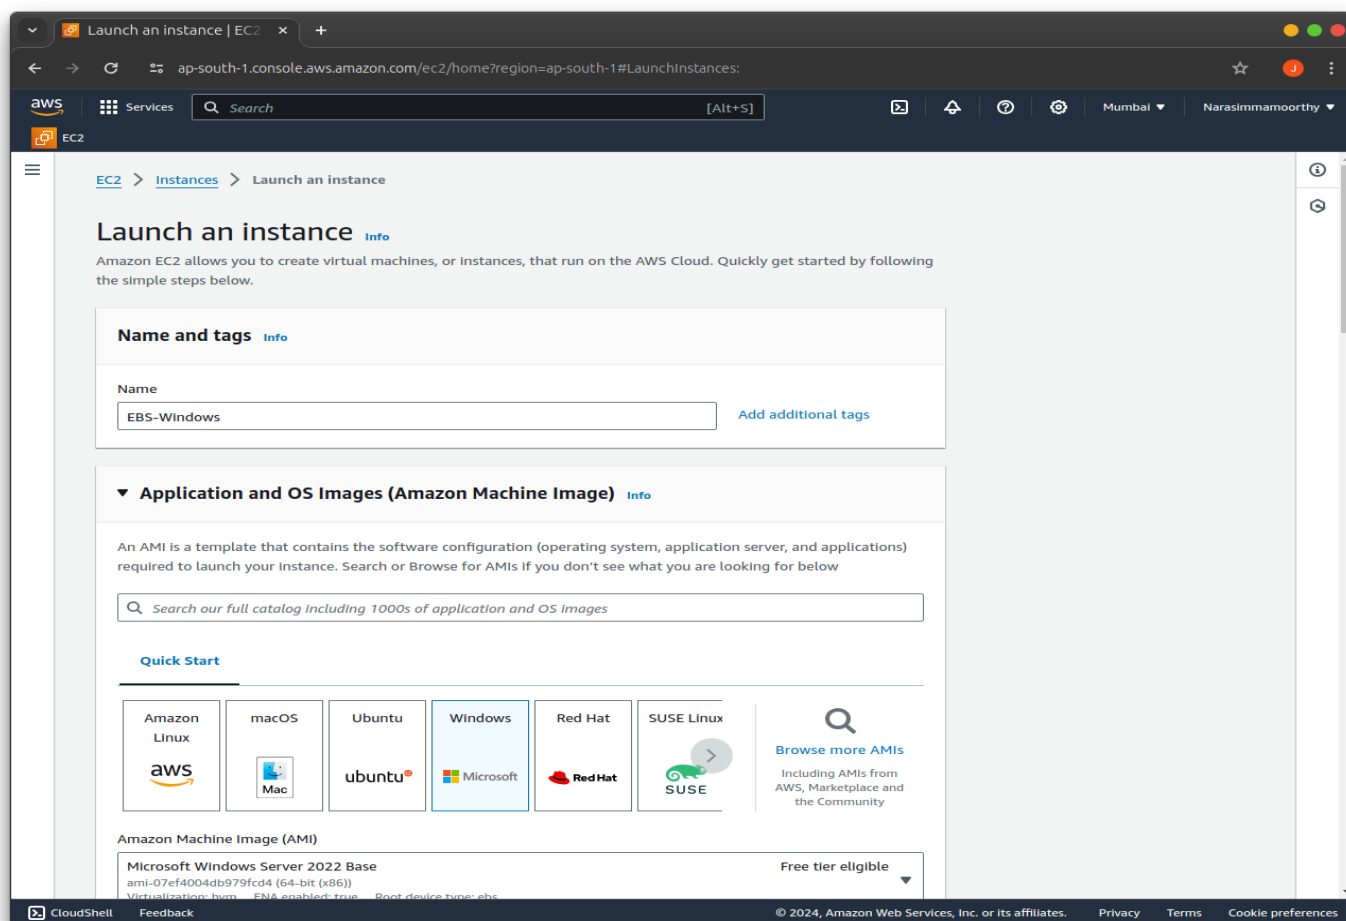 Launch an instance | EC2
ap-south-1.console.aws.amazon.com/ec2/home?region=ap-south-1#LaunchInstances:
J
aws
Services
Search
[Alt+S]
Mumbai
Narasimmamoorthy
EC2
EC2 > Instances > Launch an instance
Launch an instance Info
Amazon EC2 allows you to create virtual machines, or instances, that run on the AWS Cloud. Quickly get started by following
the simple steps below.
Name and tags Info
Name
EBS-Windows
Add additional tags
Application and OS Images (Amazon Machine Image) Info
An AMI is a template that contains the software configuration (operating system, application server, and applications)
required to launch your instance. Search or Browse for AMIs if you don't see what you are looking for below
Search our full catalog including 1000s of application and OS images
Quick Start
Amazon
Linux
aws
macOS
Mac
Ubuntu
ubuntu
Windows
Microsoft
Red Hat
Red Hat
SUSE Linux
SUSE
Browse more AMIs
Including AMIs from
AWS, Marketplace and
the Community
Amazon Machine Image (AMI)
Microsoft Windows Server 2022 Base
Free tier eligible
ami-07ef4004db979fcd4 (64-bit (x86))
Virtualization: hvm ENA enabled: true Root device type: ebs
CloudShell Feedback
© 2024, Amazon Web Services, Inc. or its affiliates. Privacy Terms Cookie preferences